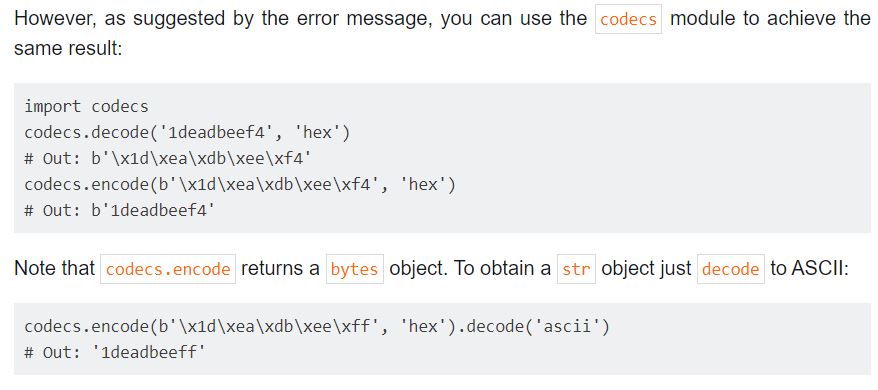 However, as suggested by the error message, you can use the codecs module to achieve the
same result:
import codecs
codecs.decode('1deadbeef4', 'hex')
# Out: b'\x1d\xea\xdb\xee\xf4'
codecs.encode(b'\x1d\xea\xdb\xee\xf4', 'hex')
# Out: b'1deadbeef4'
Note that codecs.encode returns a bytes object. To obtain a str object just decode to ASCII:
codecs.encode(b'\x1d\xea\xdb\xee\xff', 'hex').decode('ascii')
# Out: '1deadbeeff'